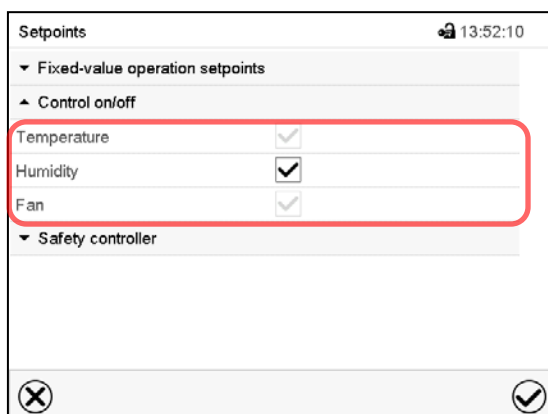 Setpoints 13:52:10
Fixed-value operation setpoints
Control on/off
Temperature
Humidity
Fan
Safety controller